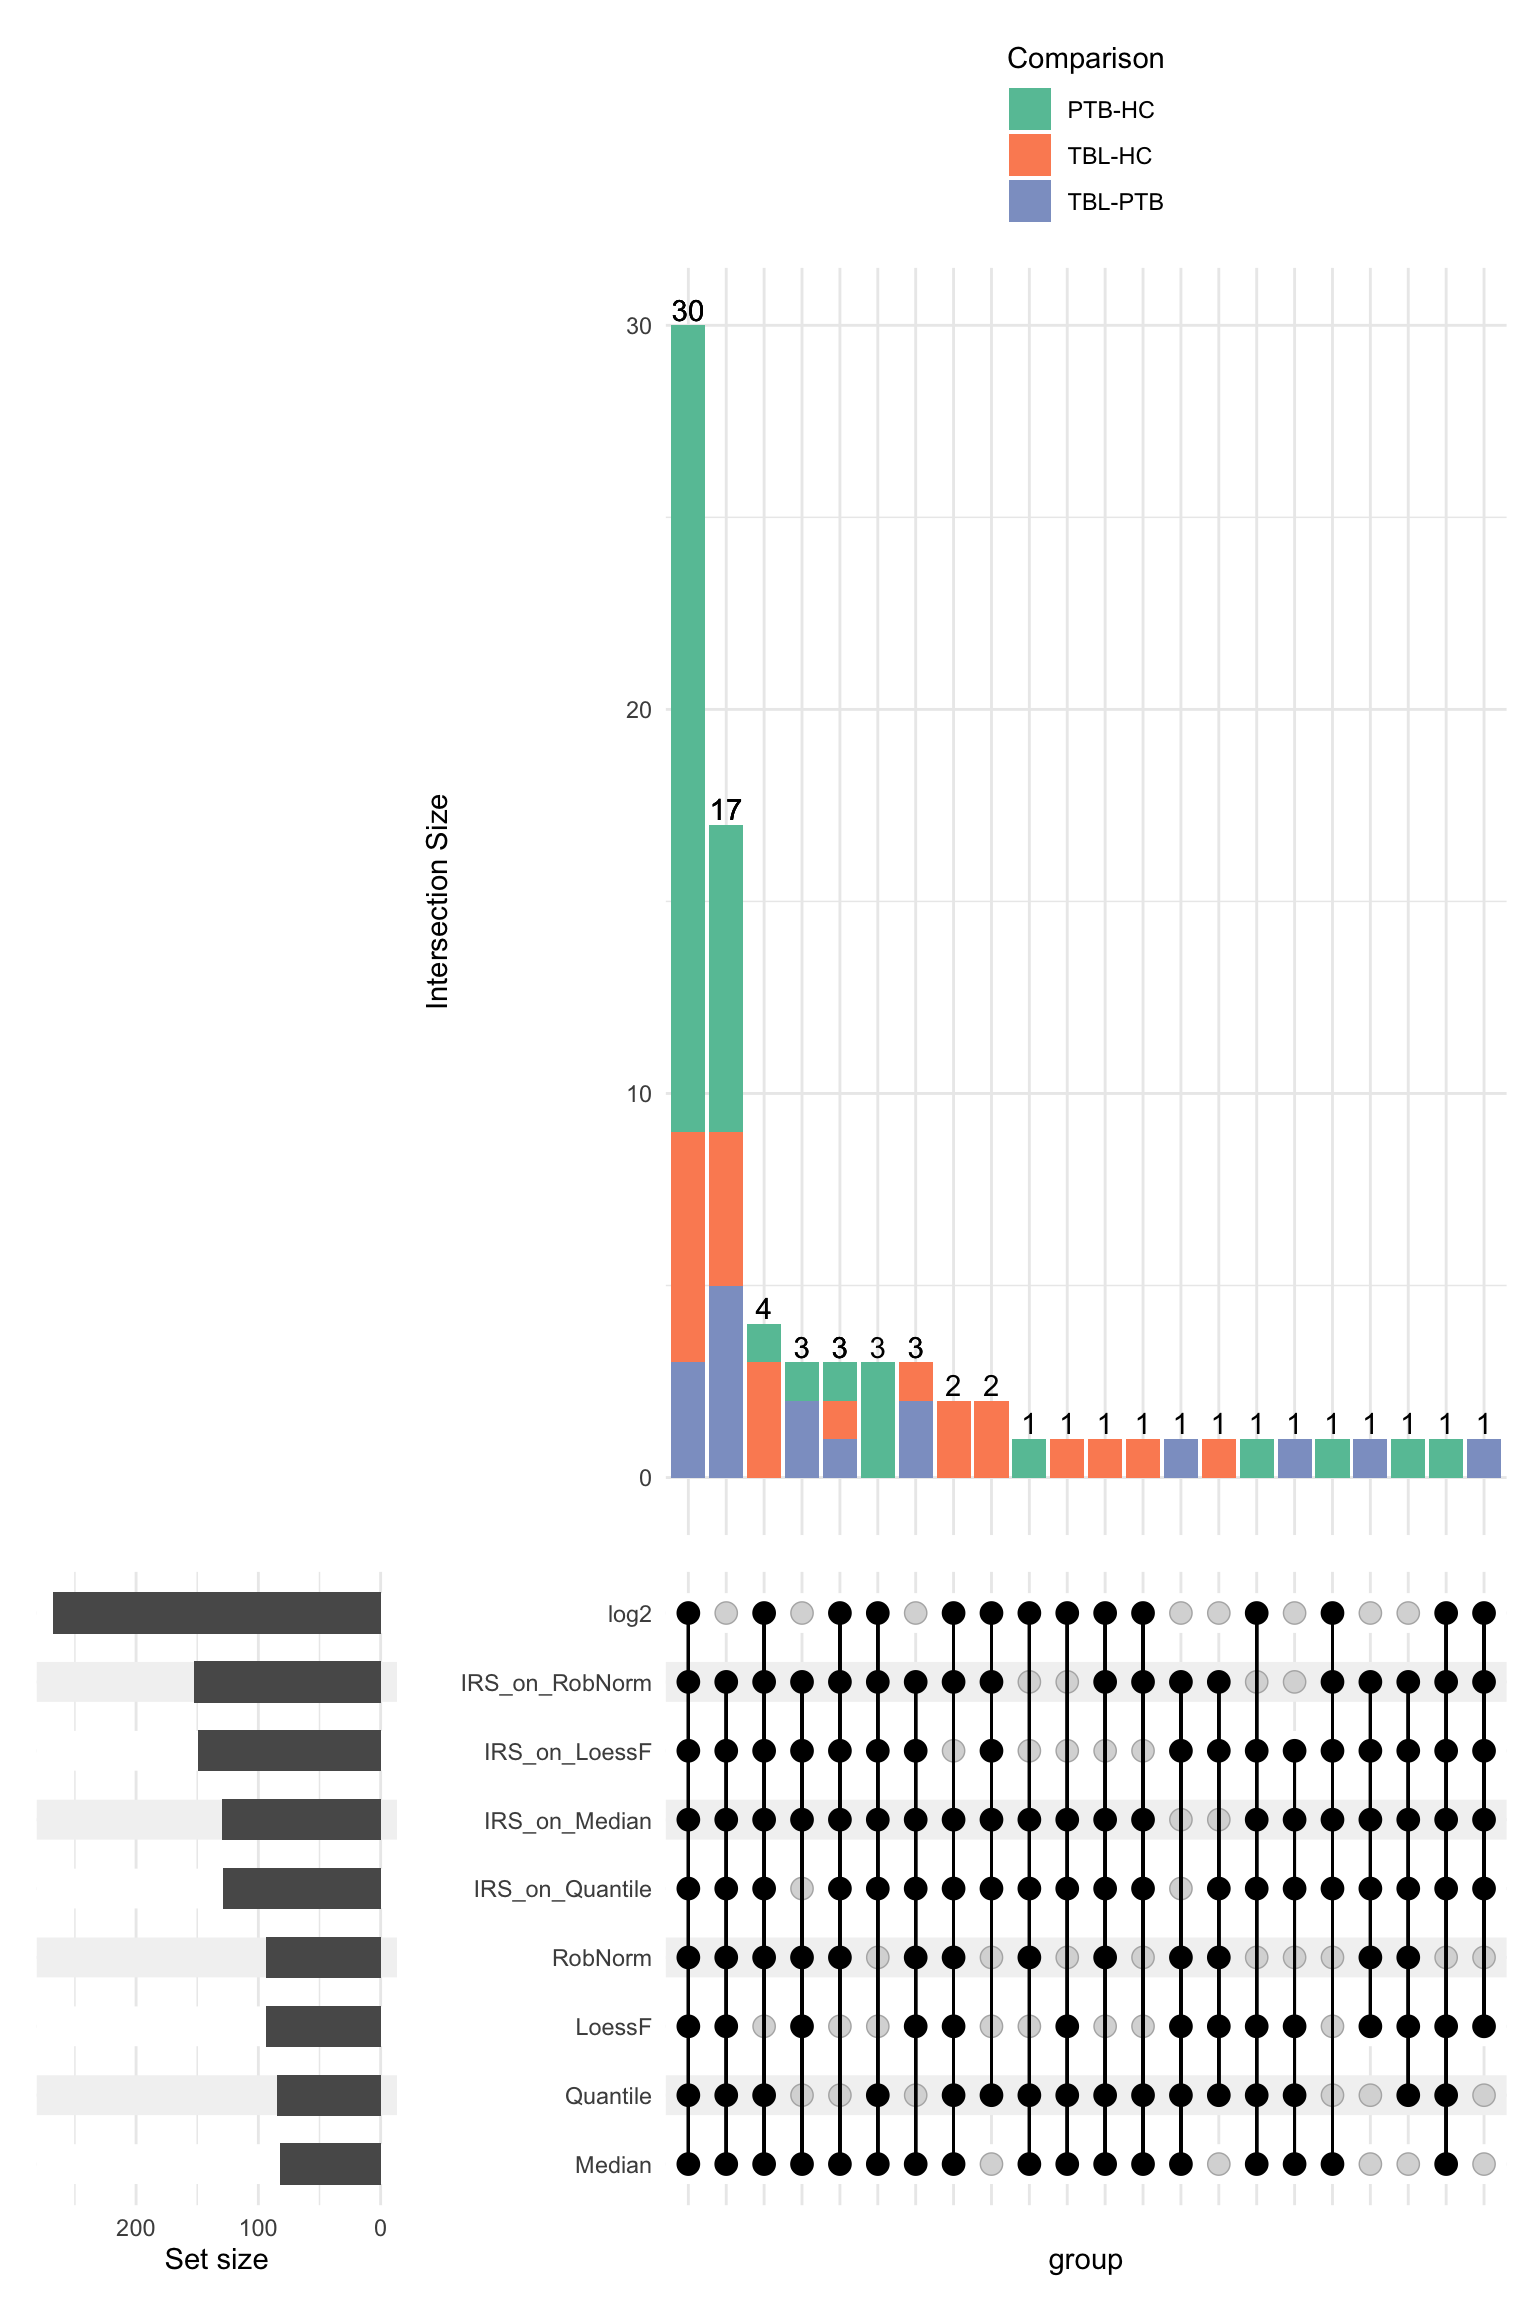 Comparison
PTB-HC
TBL-HC
TBL-PTB
Intersection Size
30
20
10
0
30
17
4
3
3
3
3
2
2
1
1
1
1
1
1
1
1
1
1
1
1
1
log2
IRS_on_RobNorm
IRS_on_LoessF
IRS_on_Median
IRS_on_Quantile
RobNorm
LoessF
Quantile
Median
200
100
0
Set size
group